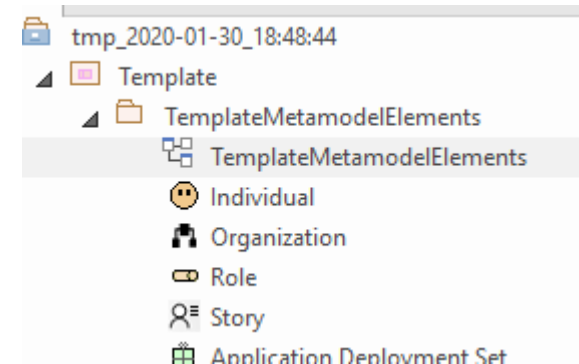 tmp_2020-01-30_18:48:44
Template
TemplateMetamodelElements
TemplateMetamodelElements
Individual
Organization
Role
Story
Application Deployment Set